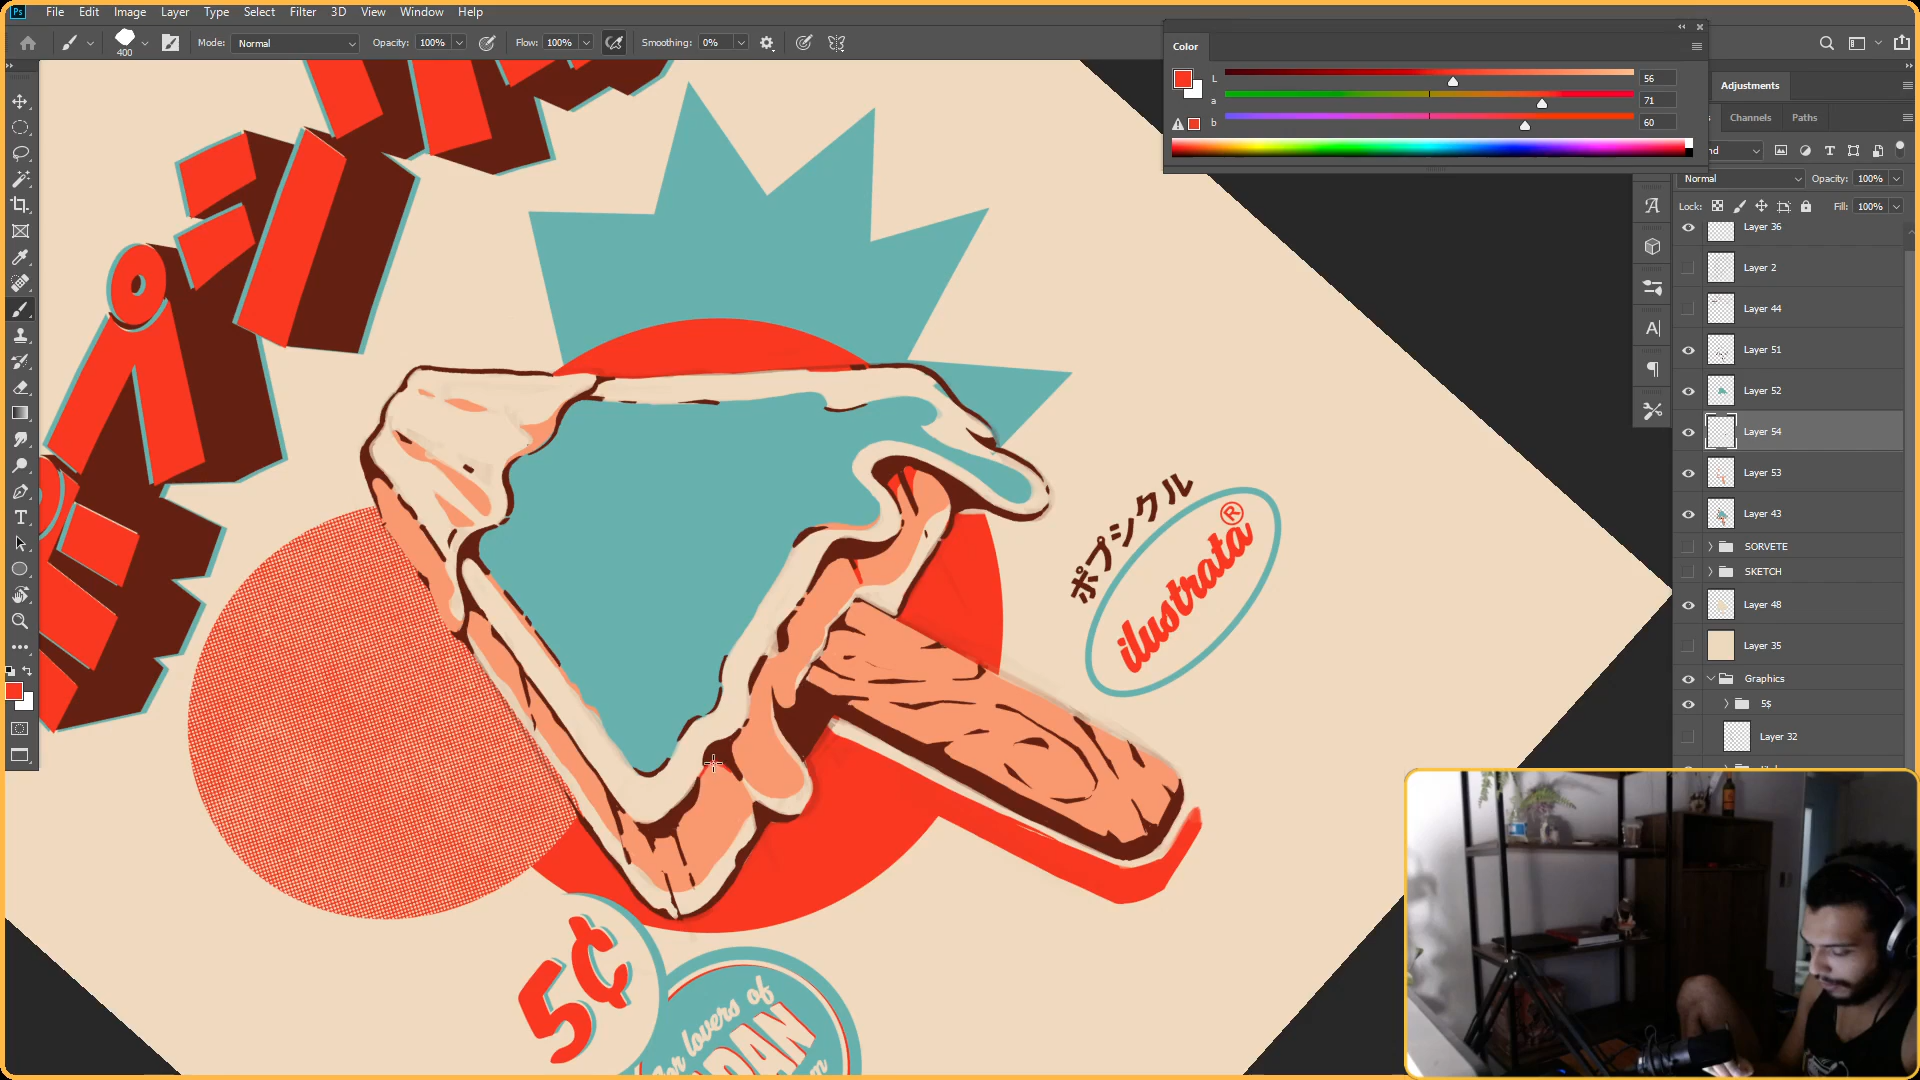 Ps File Edit Image Layer Type Select Filter 3D View Window Help
400 Mode: Normal Opacity: 100% Flow: 100% Smoothing: 0%
Color
L 56
a 71
b 60
Adjustments
Channels Paths
Normal Opacity: 100%
Lock: Fill: 100%
Layer 36
Layer 2
Layer 44
Layer 51
Layer 52
Layer 54
Layer 53
Layer 43
SORVETE
SKETCH
Layer 48
Layer 35
Graphics
5$
Layer 32
ポプシクル
ilustrata®
5¢
lovers of